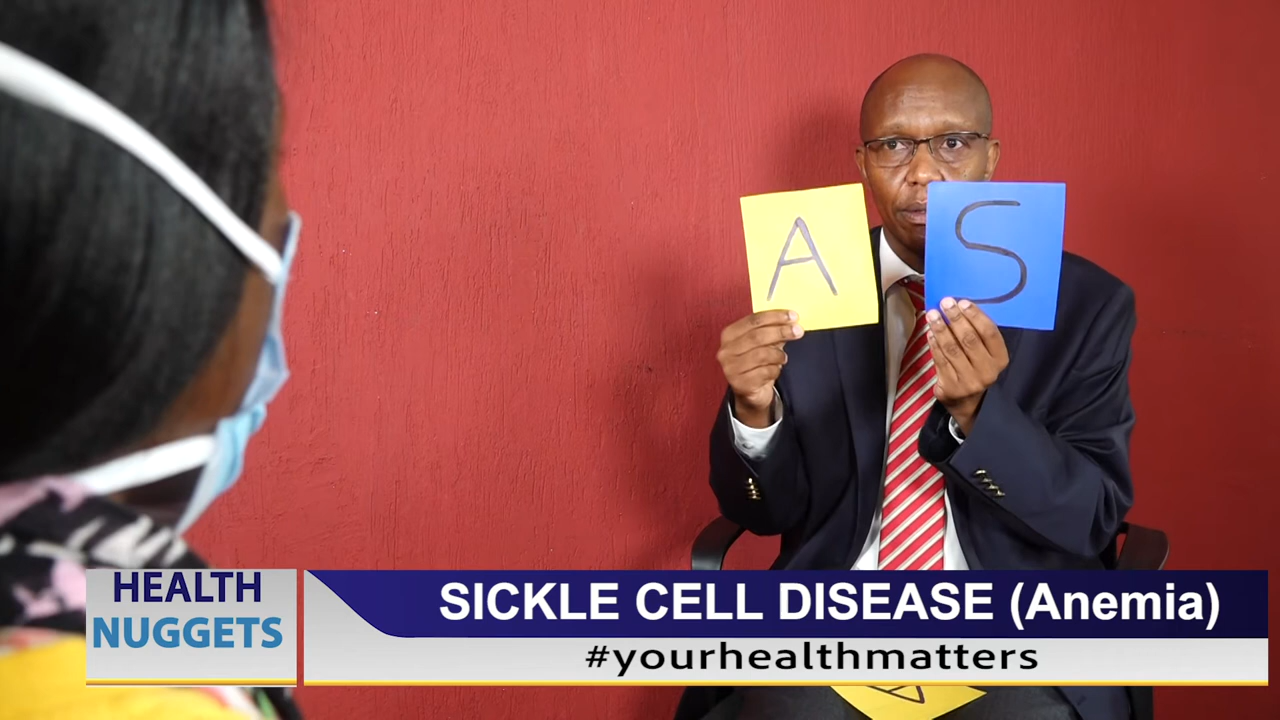 A
S
HEALTH
NUGGETS
SICKLE CELL DISEASE (Anemia)
#yourhealthmatters
A